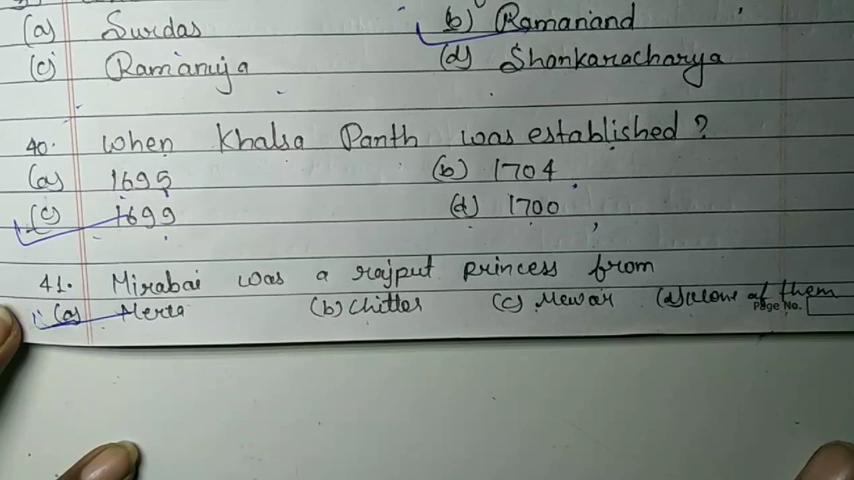 (a) Surdas (b) Ramanand
(c) Ramanuja (d) Shankaracharya
40. When Khalsa Panth was established?
(a) 1695 (b) 1704
(c) 1699 (d) 1700
41. Mirabai was a rajput princess from
(a) Merta (b) Chittor (c) Mewar (d) None of them
Page No.